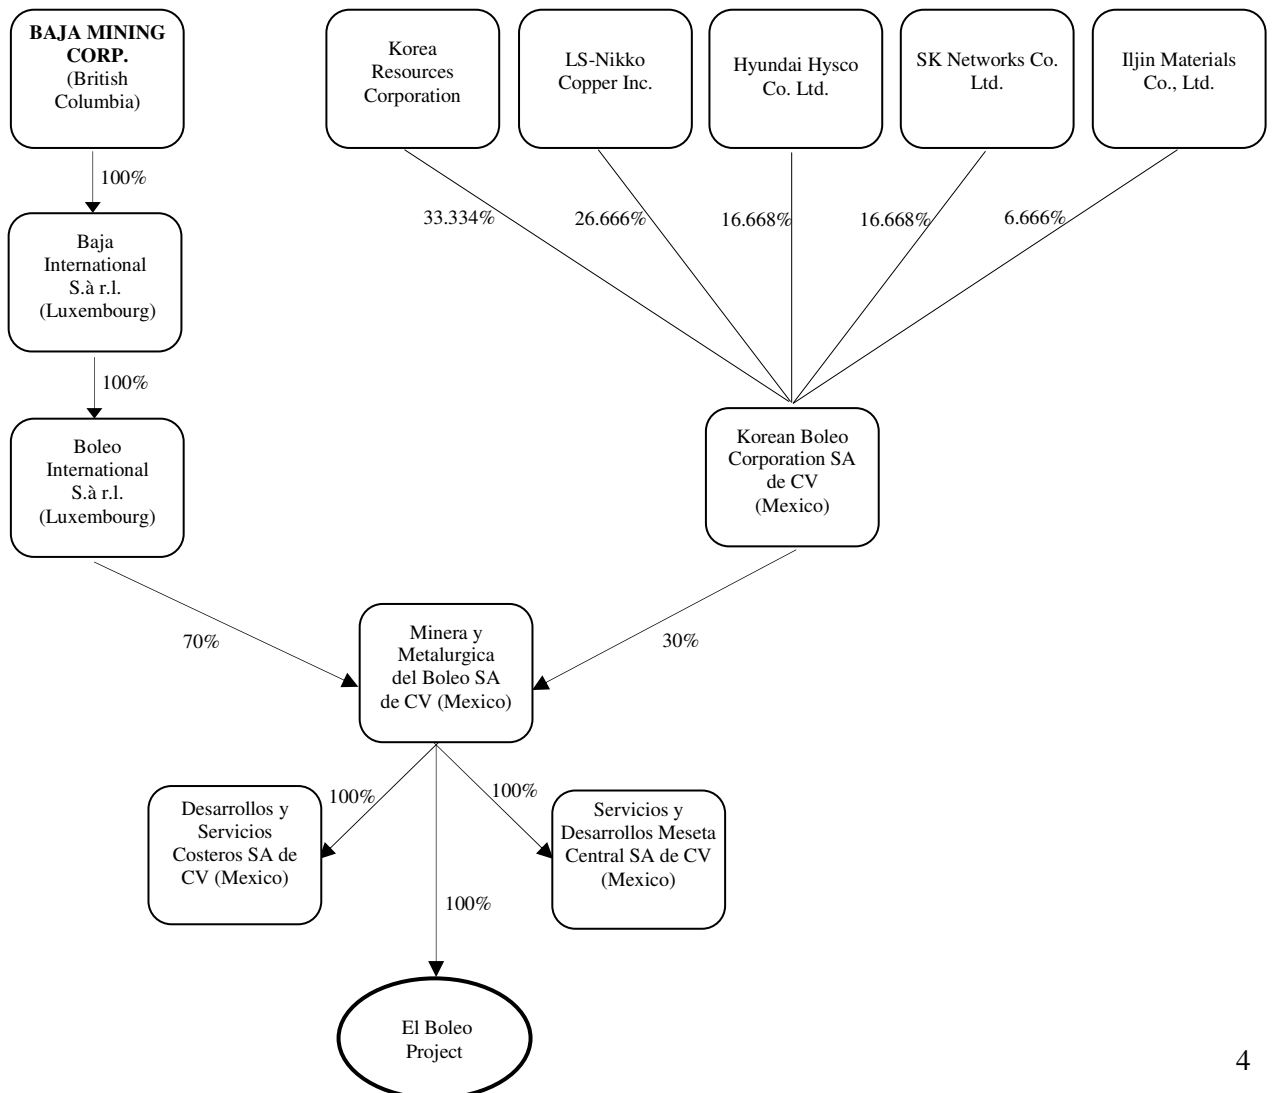 BAJA MINING
CORP.
(British
Columbia)
Korea
Resources
Corporation
LS-Nikko
Copper Inc.
Hyundai Hysco
Co. Ltd.
SK Networks Co.
Ltd.
Iljin Materials
Co., Ltd.
100%
33.334%
26.666%
16.668%
16.668%
6.666%
Baja
International
S.à r.l.
(Luxembourg)
100%
Boleo
International
S.à r.l.
(Luxembourg)
Korean Boleo
Corporation SA
de CV
(Mexico)
70%
30%
Minera y
Metalurgica
del Boleo SA
de CV (Mexico)
100%
100%
Desarrollos y
Servicios
Costeros SA de
CV (Mexico)
Servicios y
Desarrollos Meseta
Central SA de CV
(Mexico)
100%
El Boleo
Project
4